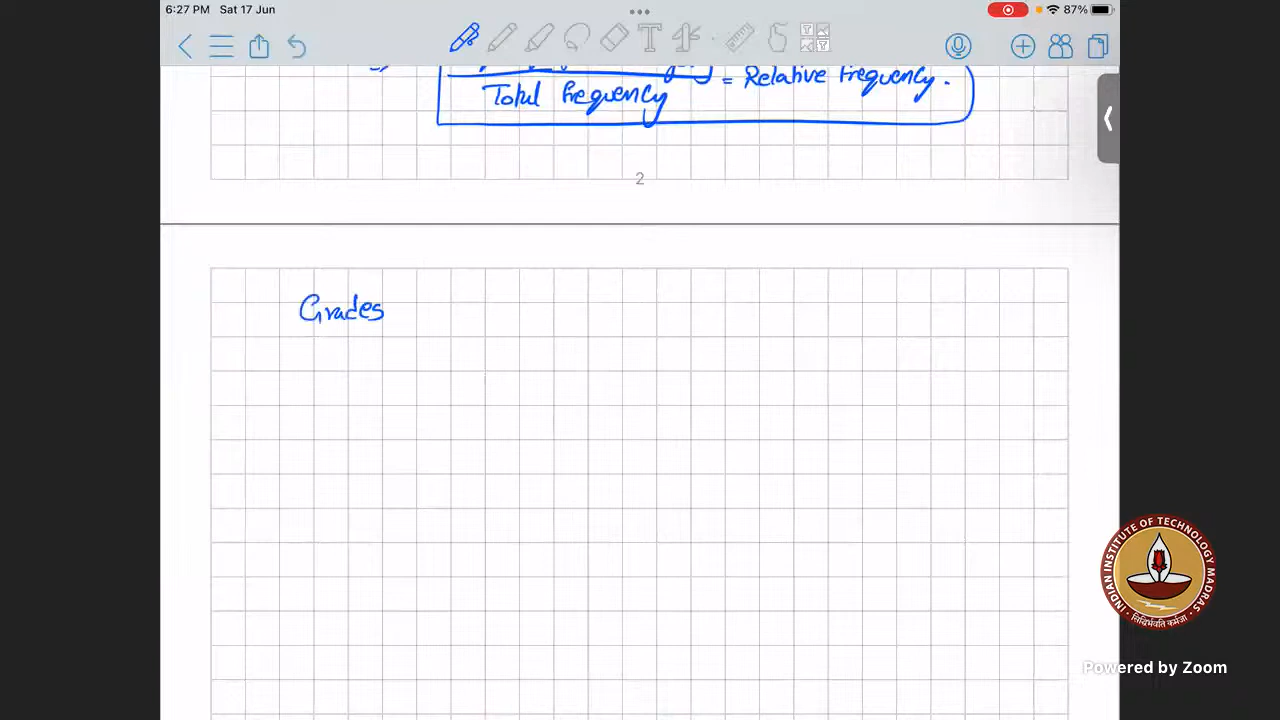 6:27 PM Sat 17 Jun
87%
= Relative frequency.
Total frequency
2
Grades
INDIAN INSTITUTE OF TECHNOLOGY MADRAS
सिद्धिर्भवति कर्मजा
Powered by Zoom